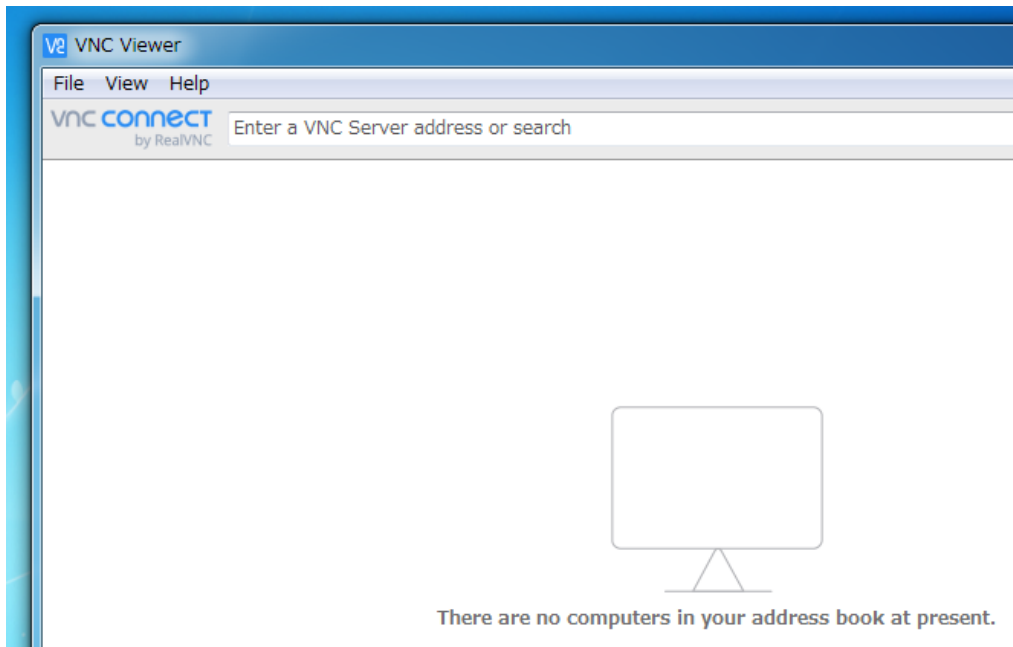 V2 VNC Viewer
File View Help
vnc connect
by RealVNC
Enter a VNC Server address or search
There are no computers in your address book at present.